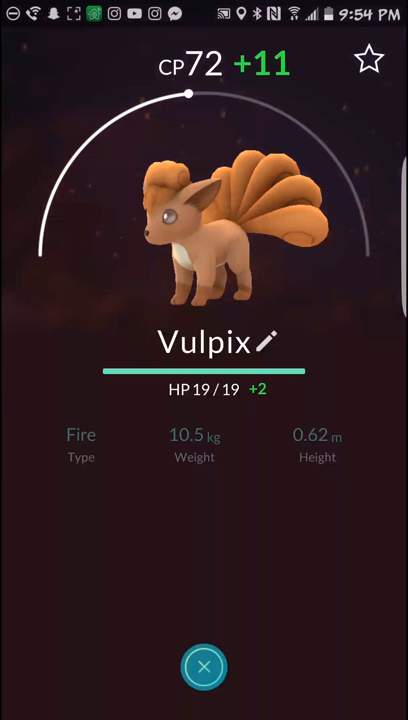 9:54 PM
CP72 +11
Vulpix
HP 19 / 19 +2
Fire 10.5 kg 0.62 m
Type Weight Height